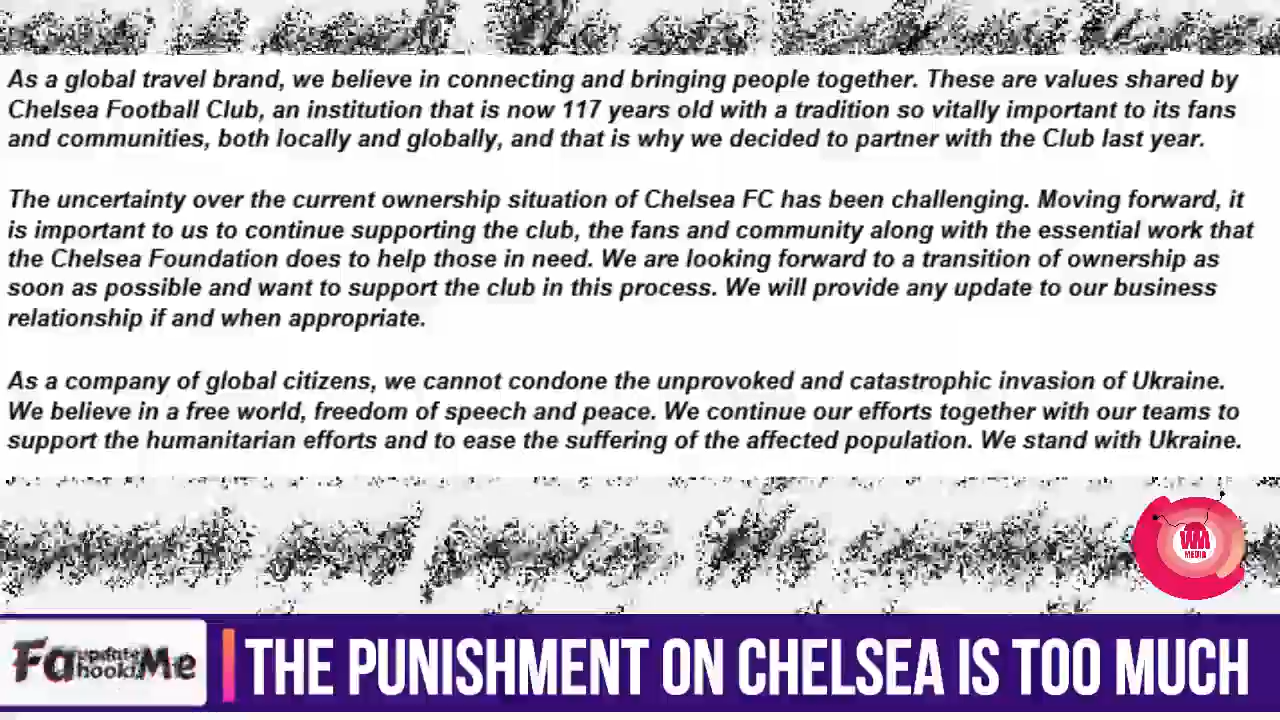 As a global travel brand, we believe in connecting and bringing people together. These are values shared by
Chelsea Football Club, an institution that is now 117 years old with a tradition so vitally important to its fans
and communities, both locally and globally, and that is why we decided to partner with the Club last year.
The uncertainty over the current ownership situation of Chelsea FC has been challenging. Moving forward, it
is important to us to continue supporting the club, the fans and community along with the essential work that
the Chelsea Foundation does to help those in need. We are looking forward to a transition of ownership as
soon as possible and want to support the club in this process. We will provide any update to our business
relationship if and when appropriate.
As a company of global citizens, we cannot condone the unprovoked and catastrophic invasion of Ukraine.
We believe in a free world, freedom of speech and peace. We continue our efforts together with our teams to
support the humanitarian efforts and to ease the suffering of the affected population. We stand with Ukraine.
MEDIA
Fa update Me
THE PUNISHMENT ON CHELSEA IS TOO MUCH